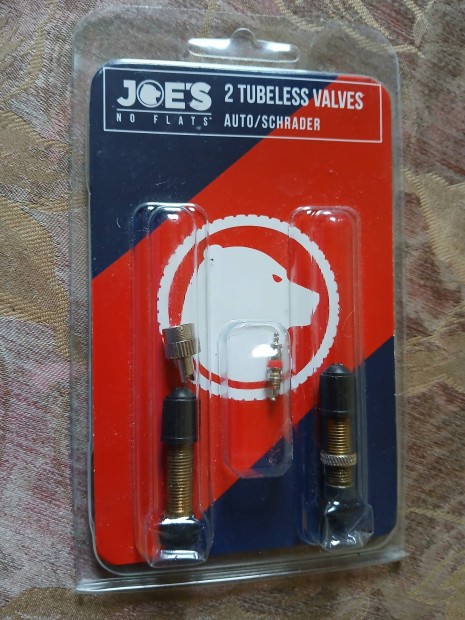 JOE'S
NO FLATS
2 TUBELESS VALVES
AUTO/SCHRADER